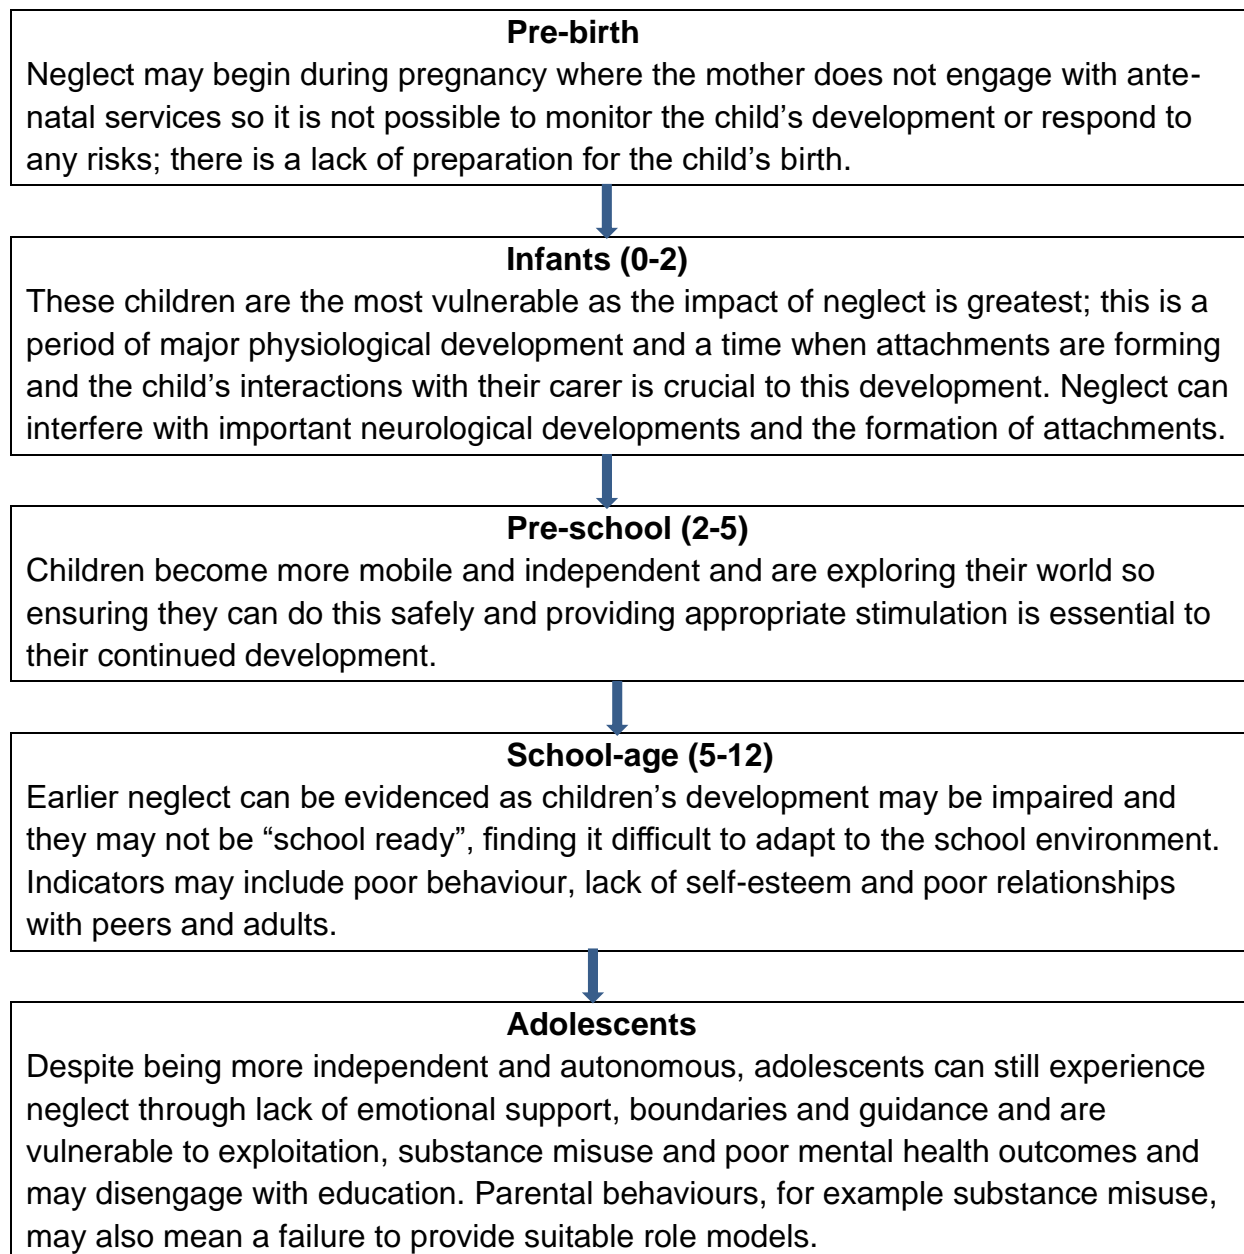 Pre-birth
Neglect may begin during pregnancy where the mother does not engage with ante-
natal services so it is not possible to monitor the child’s development or respond to
any risks; there is a lack of preparation for the child’s birth.
Infants (0-2)
These children are the most vulnerable as the impact of neglect is greatest; this is a
period of major physiological development and a time when attachments are forming
and the child’s interactions with their carer is crucial to this development. Neglect can
interfere with important neurological developments and the formation of attachments.
Pre-school (2-5)
Children become more mobile and independent and are exploring their world so
ensuring they can do this safely and providing appropriate stimulation is essential to
their continued development.
School-age (5-12)
Earlier neglect can be evidenced as children’s development may be impaired and
they may not be “school ready”, finding it difficult to adapt to the school environment.
Indicators may include poor behaviour, lack of self-esteem and poor relationships
with peers and adults.
Adolescents
Despite being more independent and autonomous, adolescents can still experience
neglect through lack of emotional support, boundaries and guidance and are
vulnerable to exploitation, substance misuse and poor mental health outcomes and
may disengage with education. Parental behaviours, for example substance misuse,
may also mean a failure to provide suitable role models.